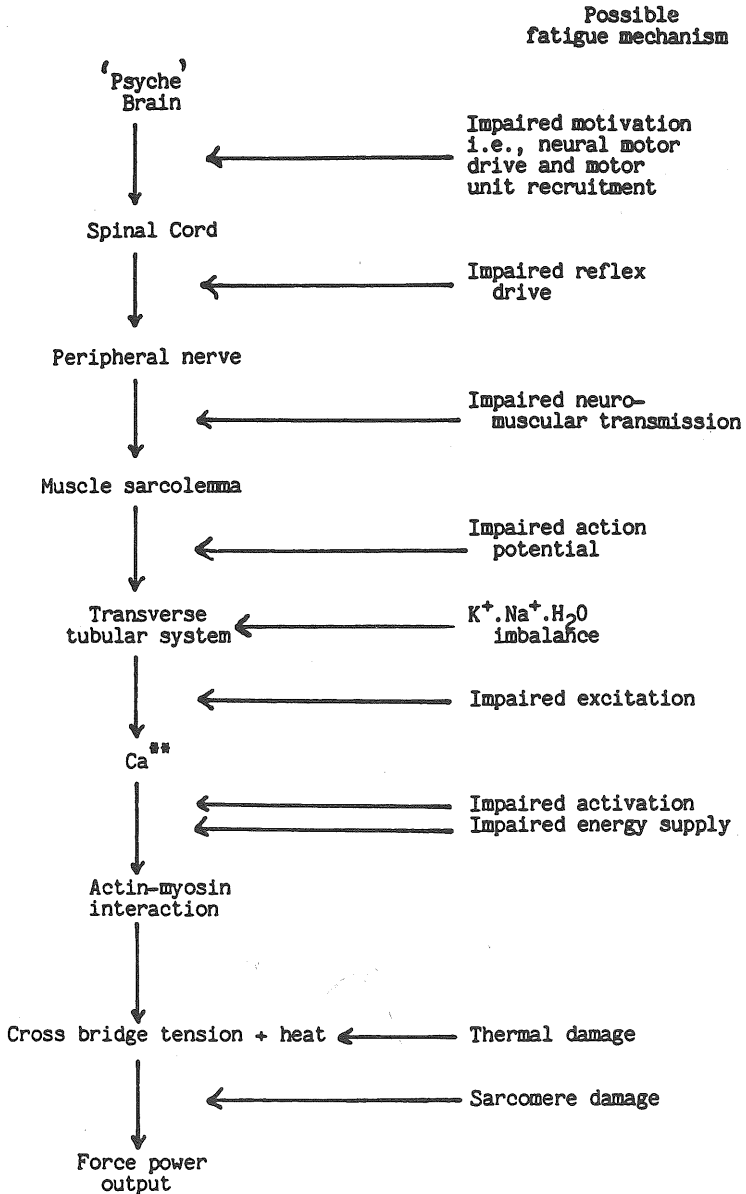 Possible
fatigue mechanism
'Psyche'
Brain
Impaired motivation
i.e., neural motor
drive and motor
unit recruitment
Spinal Cord
Impaired reflex
drive
Peripheral nerve
Impaired neuro-
muscular transmission
Muscle sarcolemma
Impaired action
potential
Transverse
tubular system
K⁺.Na⁺.H₂O
imbalance
Impaired excitation
Ca⁺⁺
Impaired activation
Impaired energy supply
Actin-myosin
interaction
Cross bridge tension + heat
Thermal damage
Sarcomere damage
Force power
output